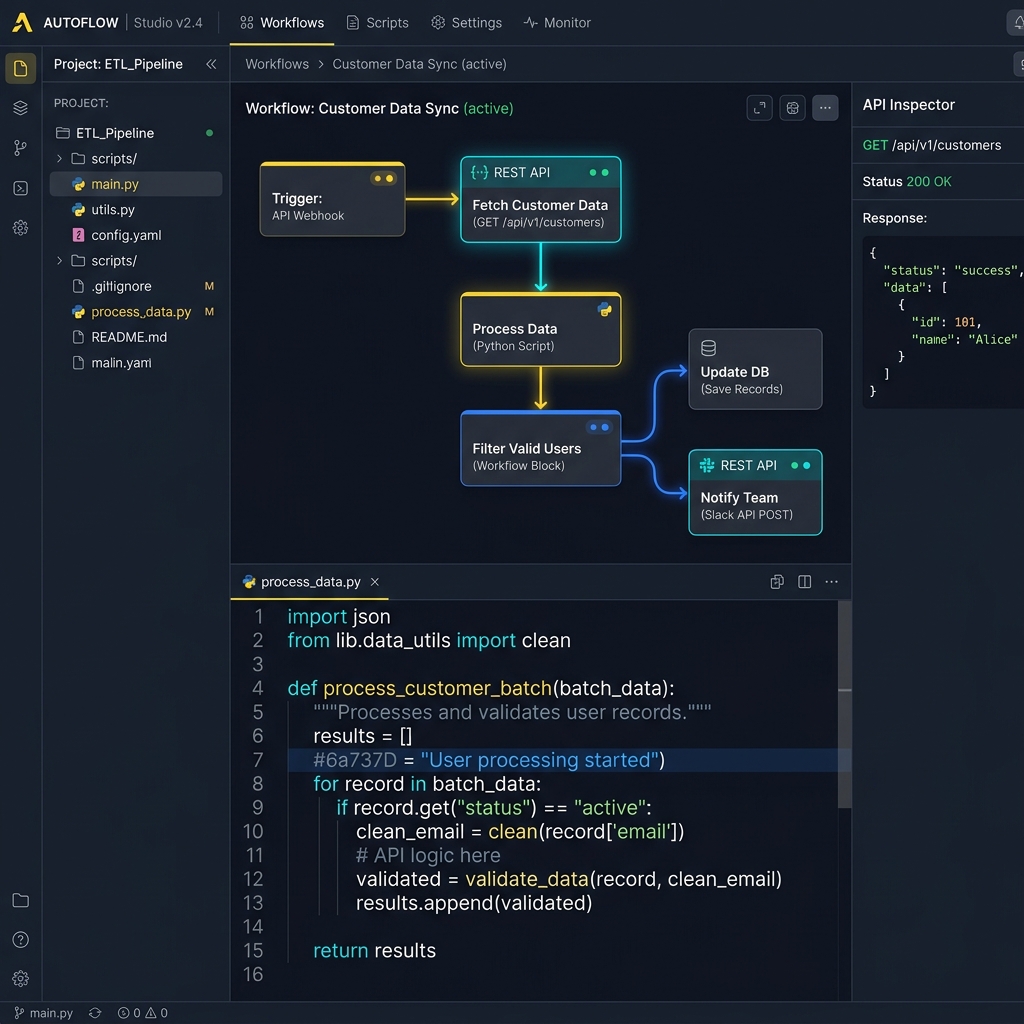 AUTOFLOW Studio v2.4
Workflows Scripts Settings Monitor
Project: ETL_Pipeline
PROJECT:
ETL_Pipeline
scripts/
main.py
utils.py
config.yaml
scripts/
.gitlignore M
process_data.py M
README.md
main.py
Workflows > Customer Data Sync (active)
Workflow: Customer Data Sync (active)
Trigger:
API Webhook
{··} REST API
Fetch Customer Data
(GET /api/v1/customers)
Process Data
(Python Script)
Filter Valid Users
(Workfiow Block)
Update DB
(Save Records)
REST API
Notify Team
(Slack API POST)
API Inspector
GET /api/v1/customers
Status 200 OK
Response:
{
"status": "success",
"data": [
{
"id": 101,
"name": "Alice"
}
]
}
process_data.py ×
1 import json
2 from lib.data_utils import clean
3
4 def process_customer_batch(batch_data):
5 """Processes and validates user records."""
6 results = []
7 #6a737D = "User processing started")
8 for record in batch_data:
9 if record.get("status") == "active":
10 clean_email = clean(record['email'])
11 # API logic here
12 validated = validate_data(record, clean_email)
13 results.append(validated)
14
15 return results
16
0 0